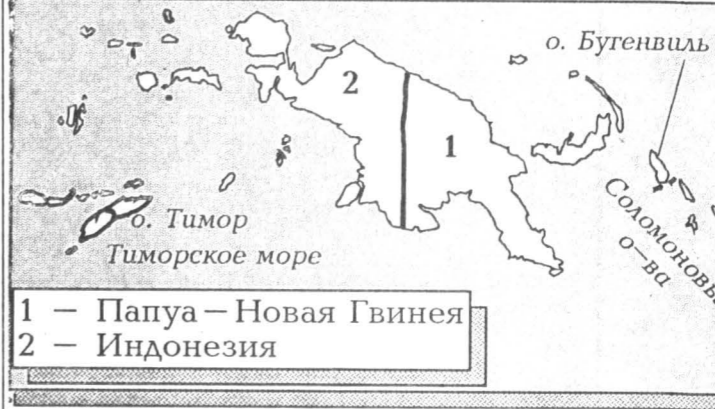 о. Бугенвиль
2
1
Соломоновы
о-ва
о. Тимор
Тиморское море
1 — Папуа — Новая Гвинея
2 — Индонезия